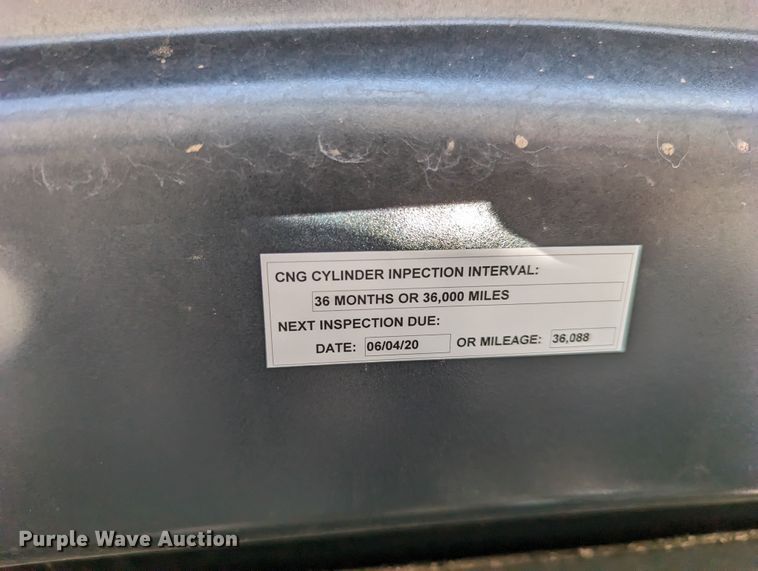 CNG CYLINDER INPECTION INTERVAL:
36 MONTHS OR 36,000 MILES
NEXT INSPECTION DUE:
DATE: 06/04/20 OR MILEAGE: 36,088
Purple Wave Auction